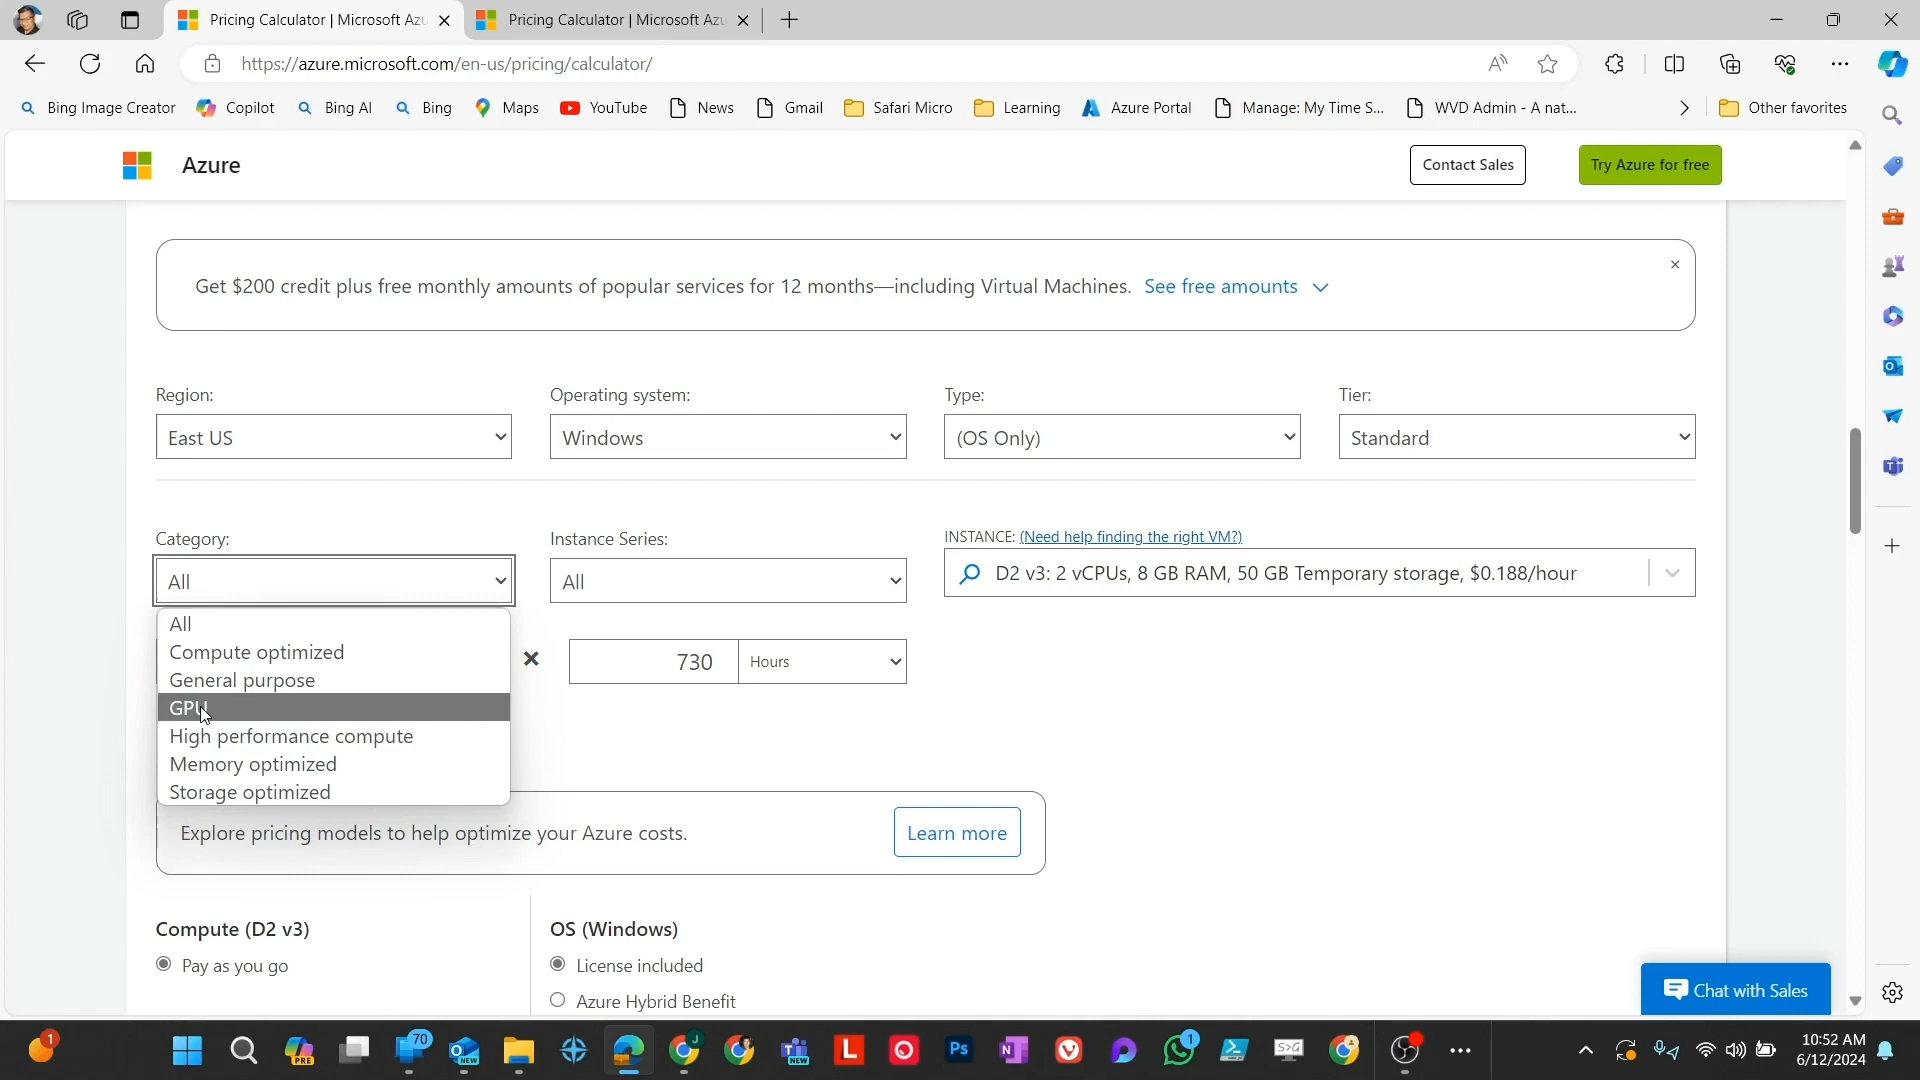 Pricing Calculator | Microsoft Azu
Pricing Calculator | Microsoft Azu
https://azure.microsoft.com/en-us/pricing/calculator/
Bing Image Creator
Copilot
Bing AI
Bing
Maps
YouTube
News
Gmail
Safari Micro
Learning
Azure Portal
Manage: My Time S...
WVD Admin - A nat...
Other favorites
Azure
Contact Sales
Try Azure for free
Get $200 credit plus free monthly amounts of popular services for 12 months—including Virtual Machines. See free amounts
Region:
Operating system:
Type:
Tier:
East US
Windows
(OS Only)
Standard
Category:
Instance Series:
INSTANCE: (Need help finding the right VM?)
All
All
D2 v3: 2 vCPUs, 8 GB RAM, 50 GB Temporary storage, $0.188/hour
All
Compute optimized
General purpose
GPU
High performance compute
Memory optimized
Storage optimized
730
Hours
Explore pricing models to help optimize your Azure costs.
Learn more
Compute (D2 v3)
OS (Windows)
Pay as you go
License included
Azure Hybrid Benefit
Chat with Sales
1
PRE
70
NEW
J
NEW
L
Ps
N
1
S>G
10:52 AM
6/12/2024